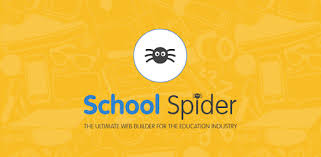 School Spider
THE ULTIMATE WEB BUILDER FOR THE EDUCATION INDUSTRY